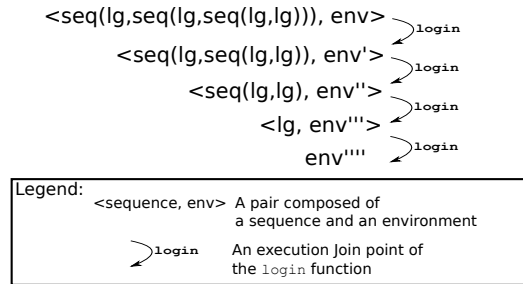 <seq(lg,seq(lg,seq(lg,lg))), env>
login
<seq(lg,seq(lg,lg)), env'>
login
<seq(lg,lg), env''>
login
<lg, env'''>
login
env''''
Legend:
<sequence, env> A pair composed of
a sequence and an environment
login An execution Join point of
the login function